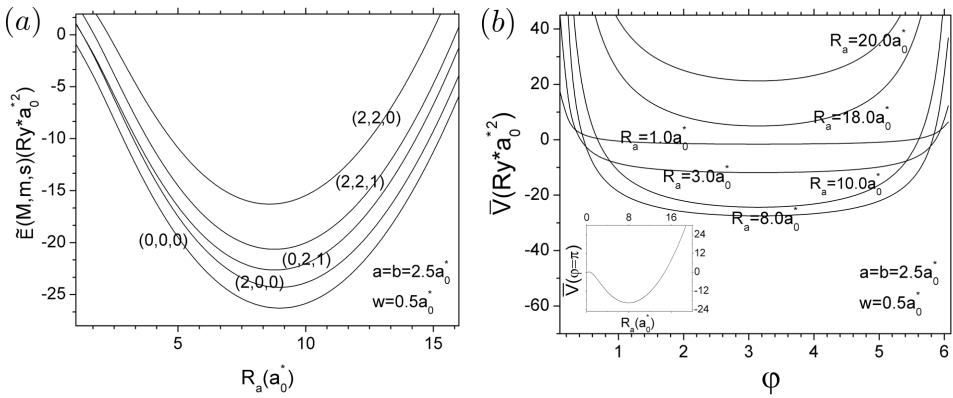 (a)
Ē(M,m,s)(Ry*a₀*²)
0
-5
-10
-15
-20
-25
(2,2,0)
(2,2,1)
(0,0,0)
(0,2,1)
(2,0,0)
a=b=2.5a₀*
w=0.5a₀*
5
10
15
Rₐ(a₀*)
(b)
V̄(Ry*a₀*²)
40
20
0
-20
-40
-60
Rₐ=20.0a₀*
Rₐ=18.0a₀*
Rₐ=1.0a₀*
Rₐ=3.0a₀*
Rₐ=10.0a₀*
Rₐ=8.0a₀*
0
8
16
24
12
0
-12
-24
V̄(φ=π)
Rₐ(a₀*)
a=b=2.5a₀*
w=0.5a₀*
1
2
3
4
5
6
φ